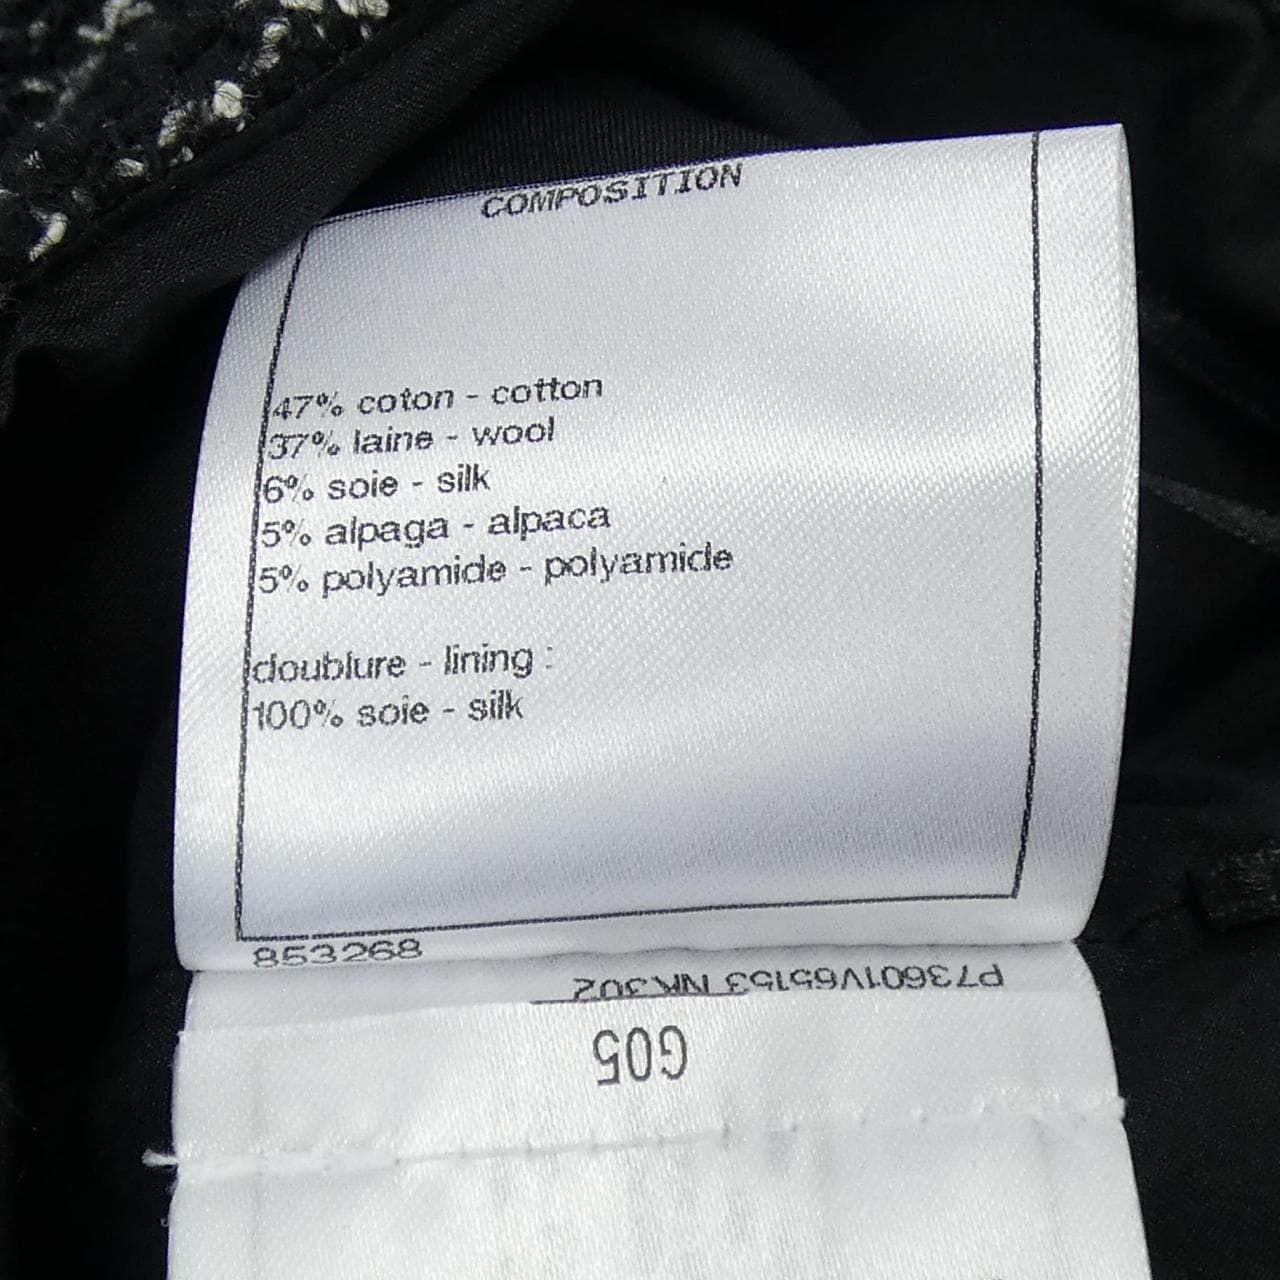 COMPOSITION
47% coton - cotton
37% laine - wool
6% soie - silk
5% alpaga - alpaca
5% polyamide - polyamide
doublure - lining :
100% soie - silk
853268
P73601V65153 NK302
G05